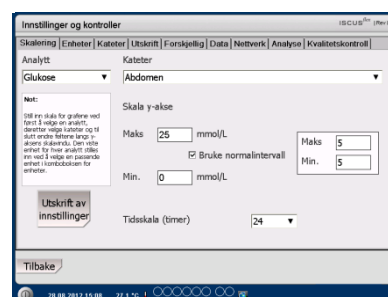 Innstillinger og kontroller
ISCUS flex
Skalering Enheter Kateter Utskrift Forskjellig Data Nettverk Analyse Kvalitetskontroll
Analytt
Kateter
Glukose
Abdomen
Not:
Still inn skala for grafene ved
først å velge en analytt,
deretter velge kateter og til
slutt endre feltene langs y-
aksens skalavindu. Den viste
enhet for hver analytt stilles
inn ved å velge en passende
enhet i komboboksen for
enheter.
Skala y-akse
Maks 25 mmol/L
Bruke normalintervall
Min. 0 mmol/L
Maks 5
Min. 5
Utskrift av
innstillinger
Tidsskala (timer) 24
Tilbake
28.08.2012 15:08 27.1 °C